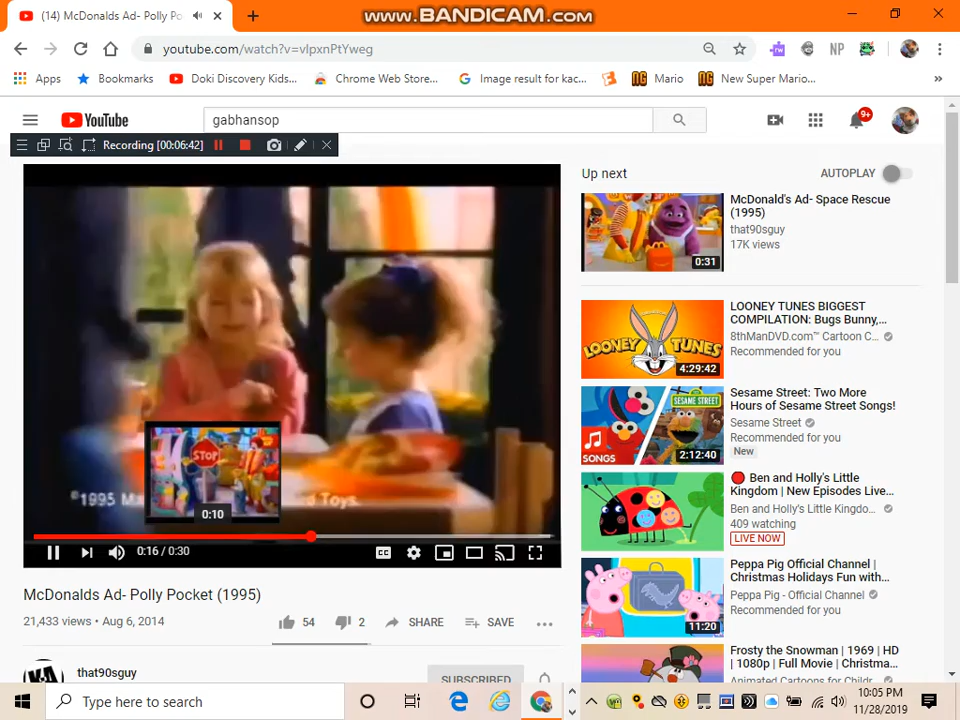 (14) McDonalds Ad- Polly Po
www.BANDICAM.com
youtube.com/watch?v=vIpxnPtYweg
Apps
Bookmarks
Doki Discovery Kids...
Chrome Web Store...
Image result for kac...
Mario
New Super Mario...
YouTube
gabhansop
9+
Recording [00:06:42]
Up next
AUTOPLAY
McDonald's Ad- Space Rescue
(1995)
that90sguy
17K views
0:31
LOONEY TUNES
LOONEY TUNES BIGGEST
COMPILATION: Bugs Bunny,...
8thManDVD.com™ Cartoon C...
Recommended for you
4:29:42
SESAME STREET
SONGS
Sesame Street: Two More
Hours of Sesame Street Songs!
Sesame Street
Recommended for you
New
2:12:40
Ben and Holly's Little
Kingdom | New Episodes Live...
Ben and Holly's Little Kingdo...
409 watching
LIVE NOW
Peppa Pig Official Channel |
Christmas Holidays Fun with...
Peppa Pig - Official Channel
Recommended for you
11:20
Frosty the Snowman | 1969 | HD
| 1080p | Full Movie | Christma...
Animated Cartoons for Childr...
STOP
0:10
©1995 M
Toys.
0:16 / 0:30
CC
McDonalds Ad- Polly Pocket (1995)
21,433 views • Aug 6, 2014
54
2
SHARE
SAVE
that90sguy
SUBSCRIBED
Type here to search
10:05 PM
11/28/2019